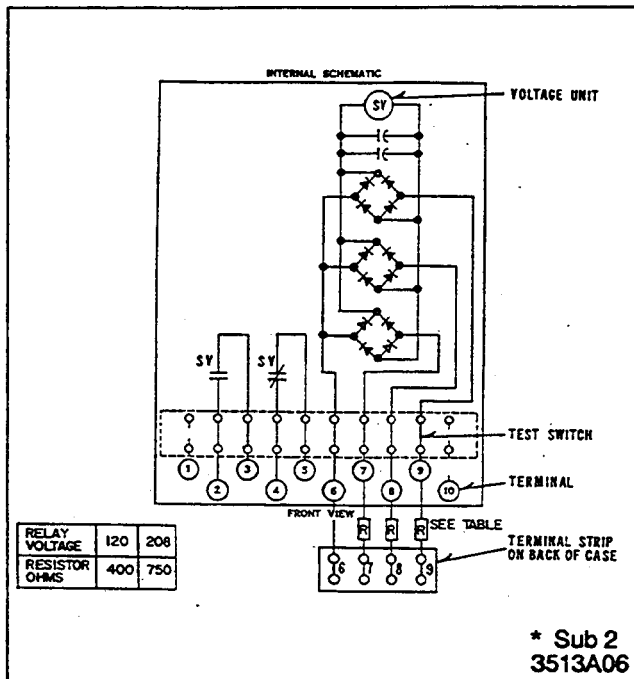 INTERNAL SCHEMATIC
SV
VOLTAGE UNIT
SV
SV
TEST SWITCH
1
3
5
7
9
2
4
6
8
10
TERMINAL
FRONT VIEW
R
R
R
SEE TABLE
RELAY VOLTAGE 120 208
RESISTOR OHMS 400 750
6
7
8
9
TERMINAL STRIP
ON BACK OF CASE
* Sub 2
3513A06